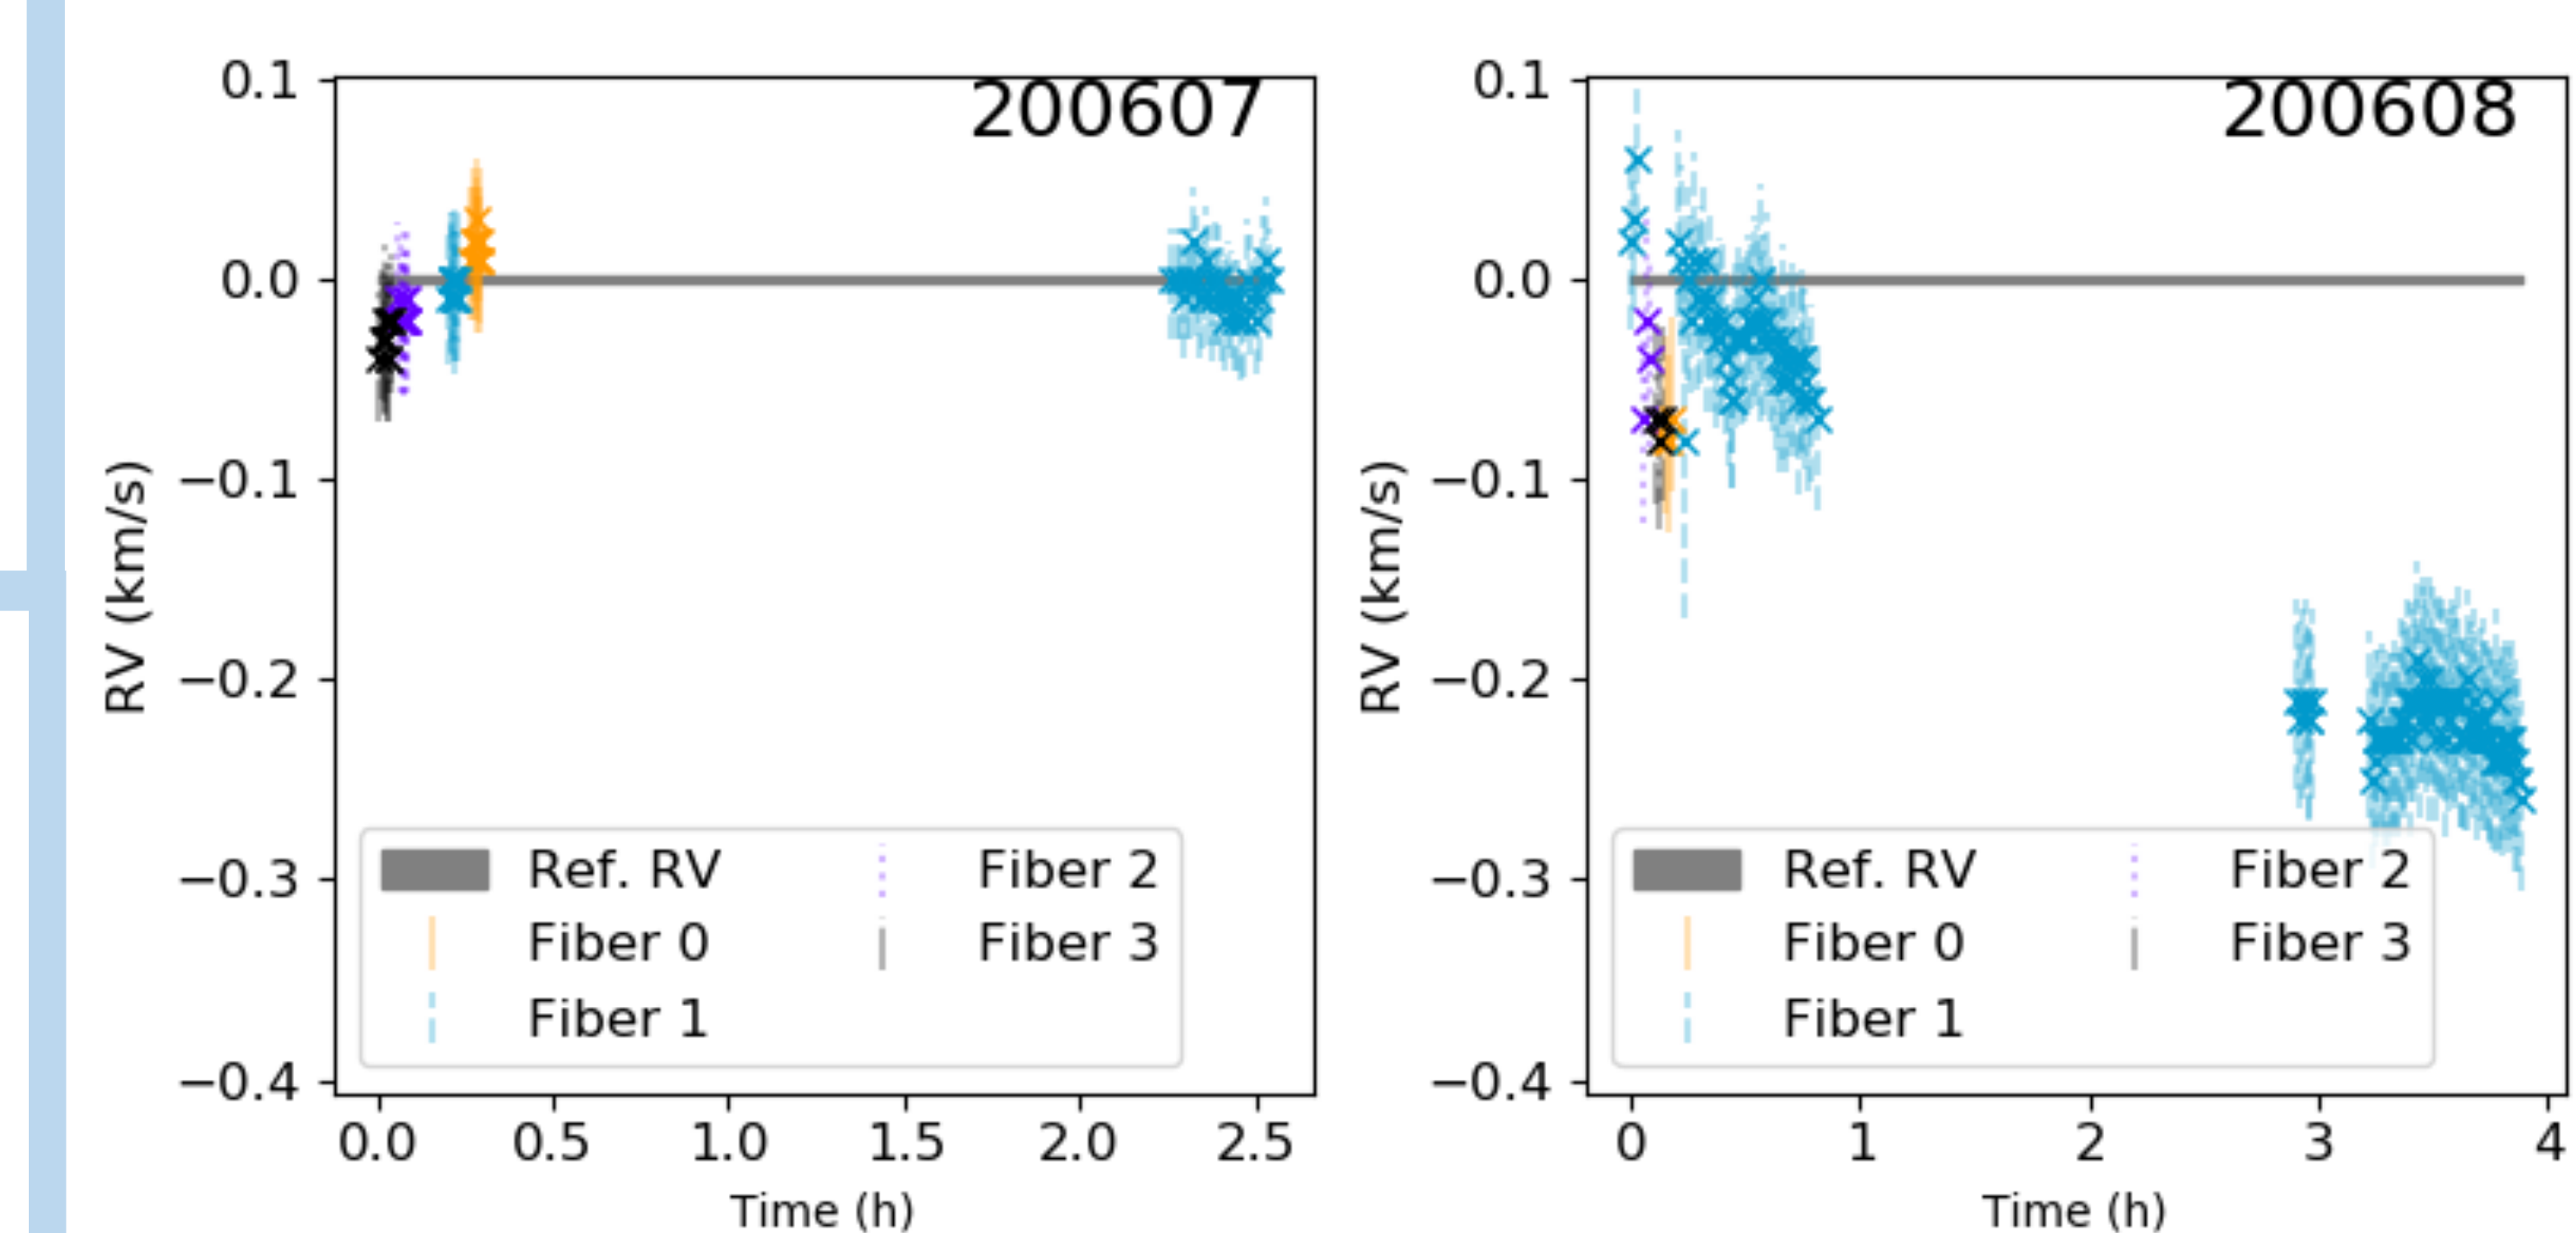 200607
0.1
0.0
−0.1
−0.2
−0.3
−0.4
RV (km/s)
Ref. RV
Fiber 0
Fiber 1
Fiber 2
Fiber 3
0.0 0.5 1.0 1.5 2.0 2.5
Time (h)
200608
0.1
0.0
−0.1
−0.2
−0.3
−0.4
RV (km/s)
Ref. RV
Fiber 0
Fiber 1
Fiber 2
Fiber 3
0 1 2 3 4
Time (h)